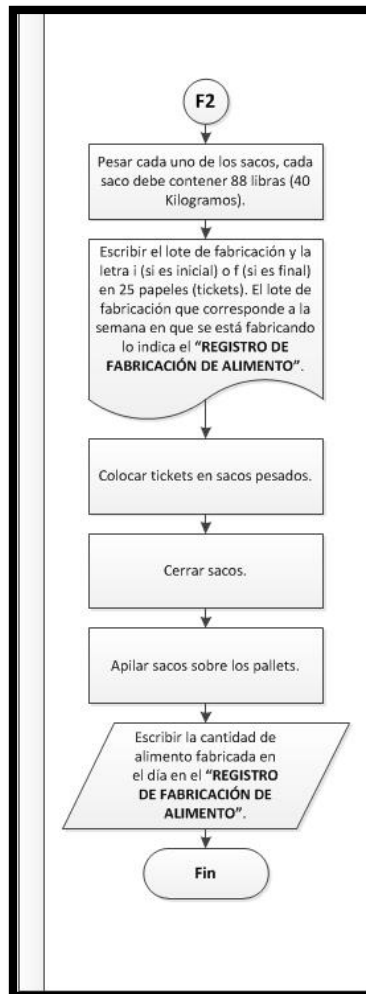 F2
Pesar cada uno de los sacos, cada
saco debe contener 88 libras (40
Kilogramos).
Escribir el lote de fabricación y la
letra i (si es inicial) o f (si es final)
en 25 papeles (tickets). El lote de
fabricación que corresponde a la
semana en que se está fabricando
lo indica el “REGISTRO DE
FABRICACIÓN DE ALIMENTO”.
Colocar tickets en sacos pesados.
Cerrar sacos.
Apilar sacos sobre los pallets.
Escribir la cantidad de
alimento fabricada en
el día en el “REGISTRO
DE FABRICACIÓN DE
ALIMENTO”.
Fin